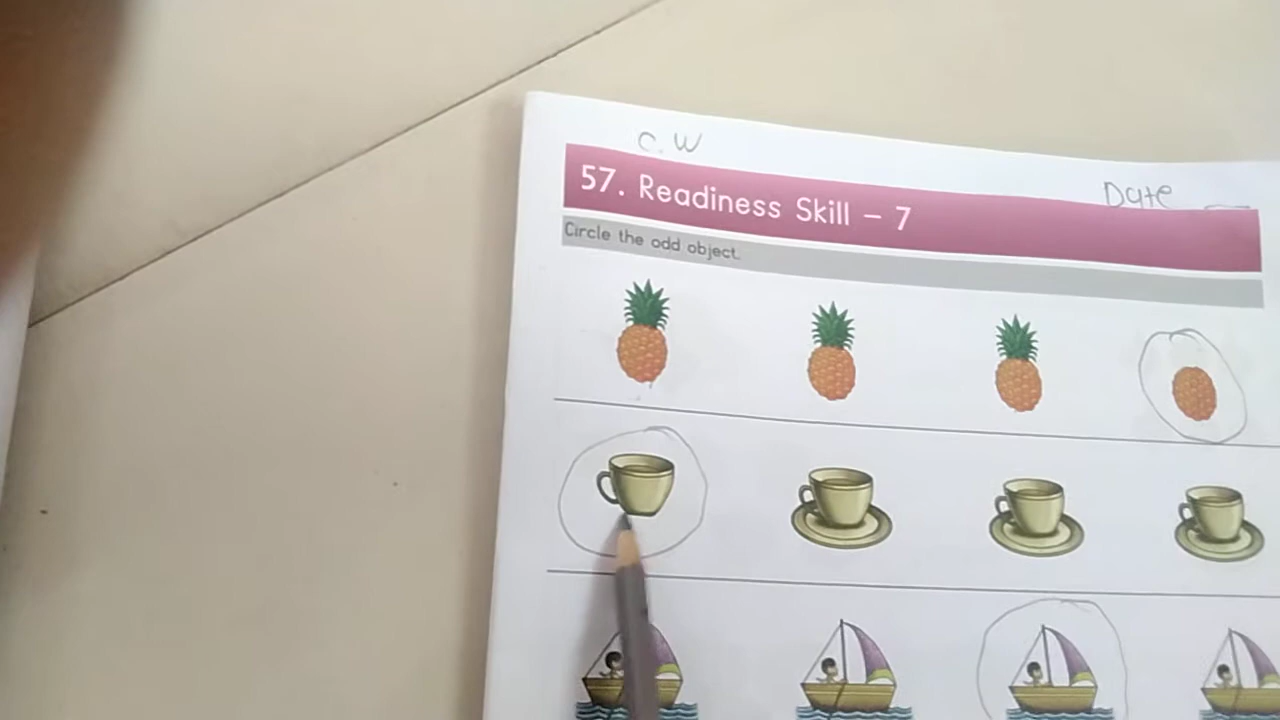 C.W
Date
57. Readiness Skill – 7
Circle the odd object.